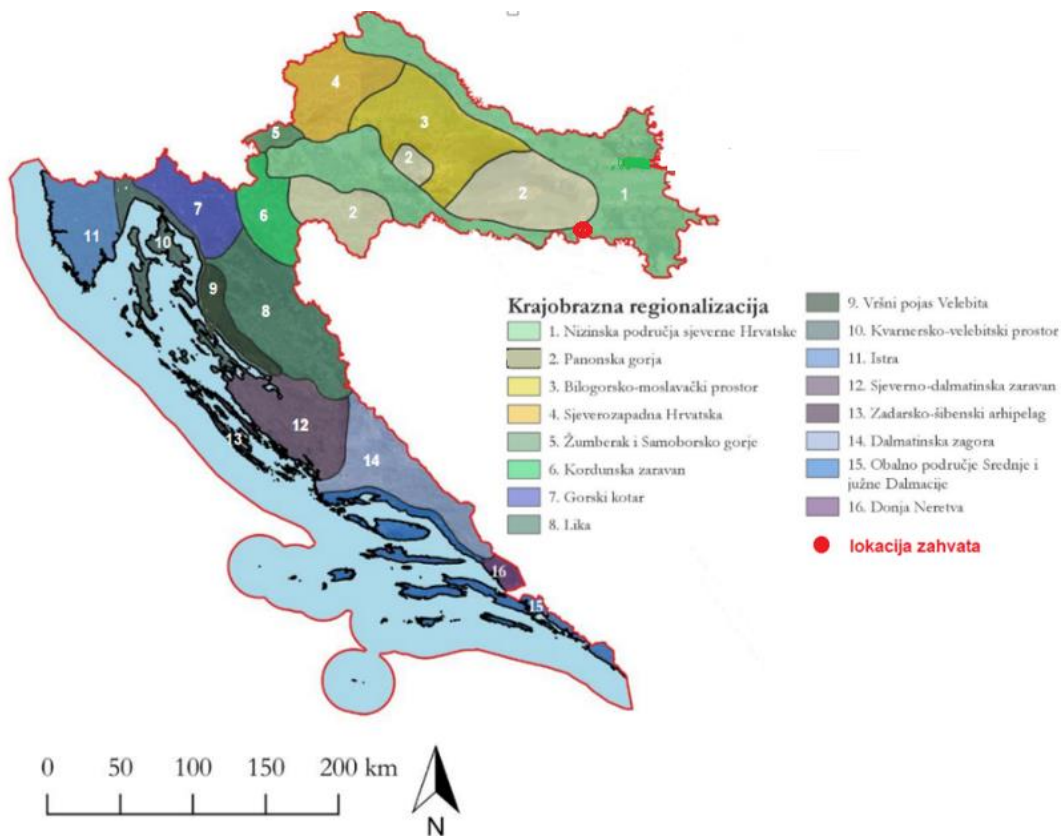 4
5
3
2
2
1
7
6
2
11
10
9
8
12
13
14
16
15
Krajobrazna regionalizacija
1. Nizinska područja sjeverne Hrvatske
2. Panonska gorja
3. Bilogorsko-moslavački prostor
4. Sjeverozapadna Hrvatska
5. Žumberak i Samoborsko gorje
6. Kordunska zaravan
7. Gorski kotar
8. Lika
9. Vršni pojas Velebita
10. Kvarnersko-velebitski prostor
11. Istra
12. Sjeverno-dalmatinska zaravan
13. Zadarsko-šibenski arhipelag
14. Dalmatinska zagora
15. Obalno područje Srednje i
južne Dalmacije
16. Donja Neretva
lokacija zahvata
0 50 100 150 200 km
N